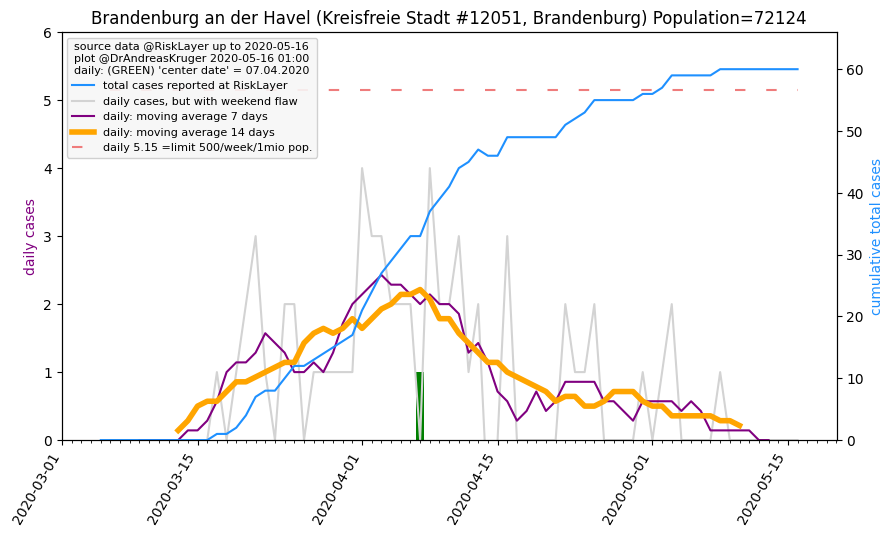 Brandenburg an der Havel (Kreisfreie Stadt #12051, Brandenburg) Population=72124
source data @RiskLayer up to 2020-05-16
plot @DrAndreasKruger 2020-05-16 01:00
daily: (GREEN) 'center date' = 07.04.2020
total cases reported at RiskLayer
daily cases, but with weekend flaw
daily: moving average 7 days
daily: moving average 14 days
daily 5.15 =limit 500/week/1mio pop.
daily cases
6
5
4
3
2
1
0
cumulative total cases
60
50
40
30
20
10
0
2020-03-01
2020-03-15
2020-04-01
2020-04-15
2020-05-01
2020-05-15